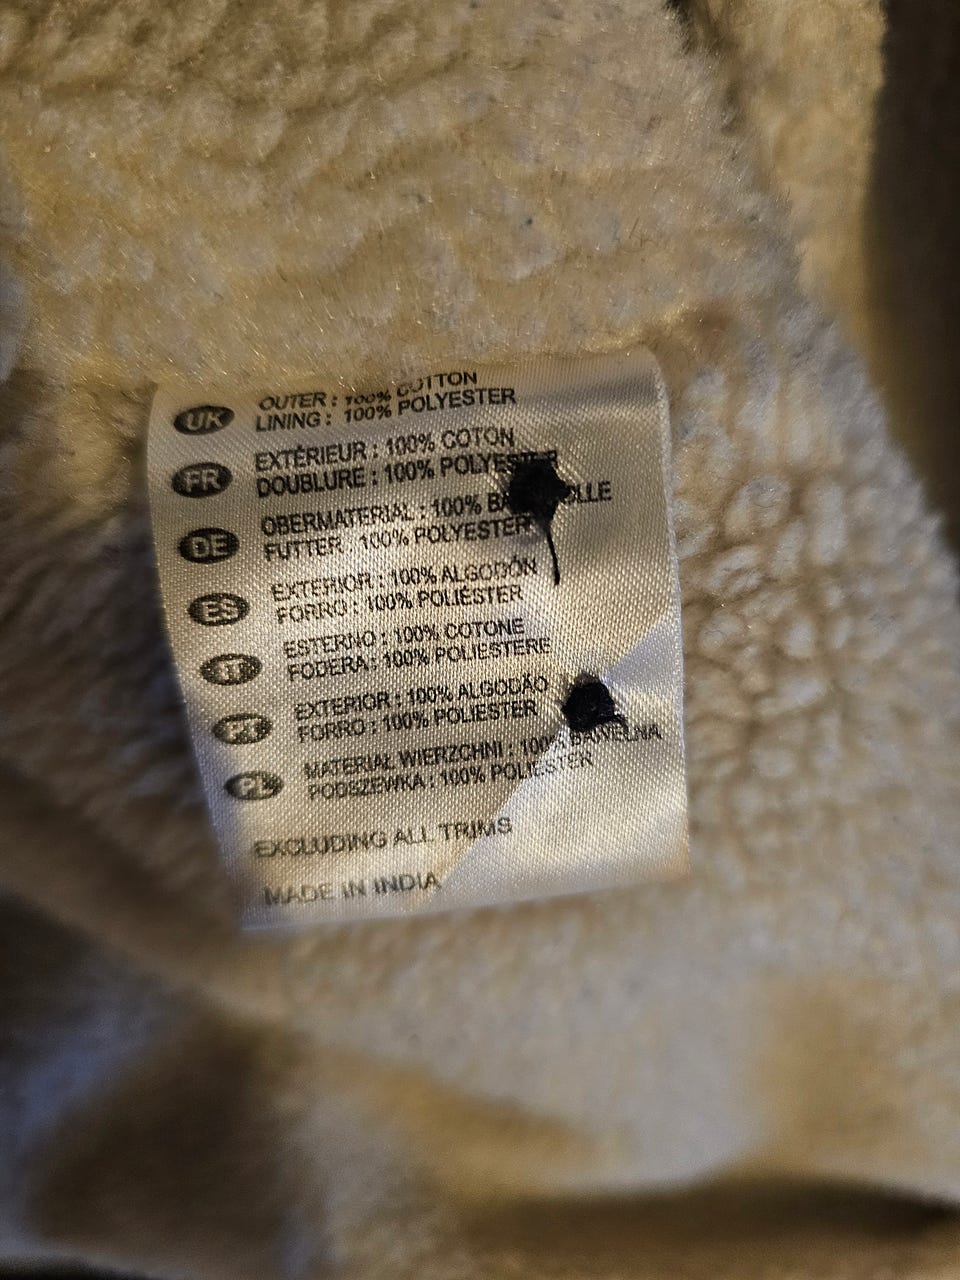 UK OUTER : 100% COTTON
LINING : 100% POLYESTER
FR EXTÉRIEUR : 100% COTON
DOUBLURE : 100% POLYESTER
DE OBERMATERIAL : 100%
FUTTER : 100% POLYESTER
ES EXTERIOR : 100% ALGODÓN
FORRO : 100% POLIÉSTER
IT ESTERNO : 100% COTONE
FODERA : 100% POLIESTERE
PT EXTERIOR : 100% ALGODÃO
FORRO : 100% POLIESTER
PL MATERIAŁ WIERZCHNI : 100% BAWEŁNA
PODSZEWKA : 100% POLIESTER
EXCLUDING ALL TRIMS
MADE IN INDIA